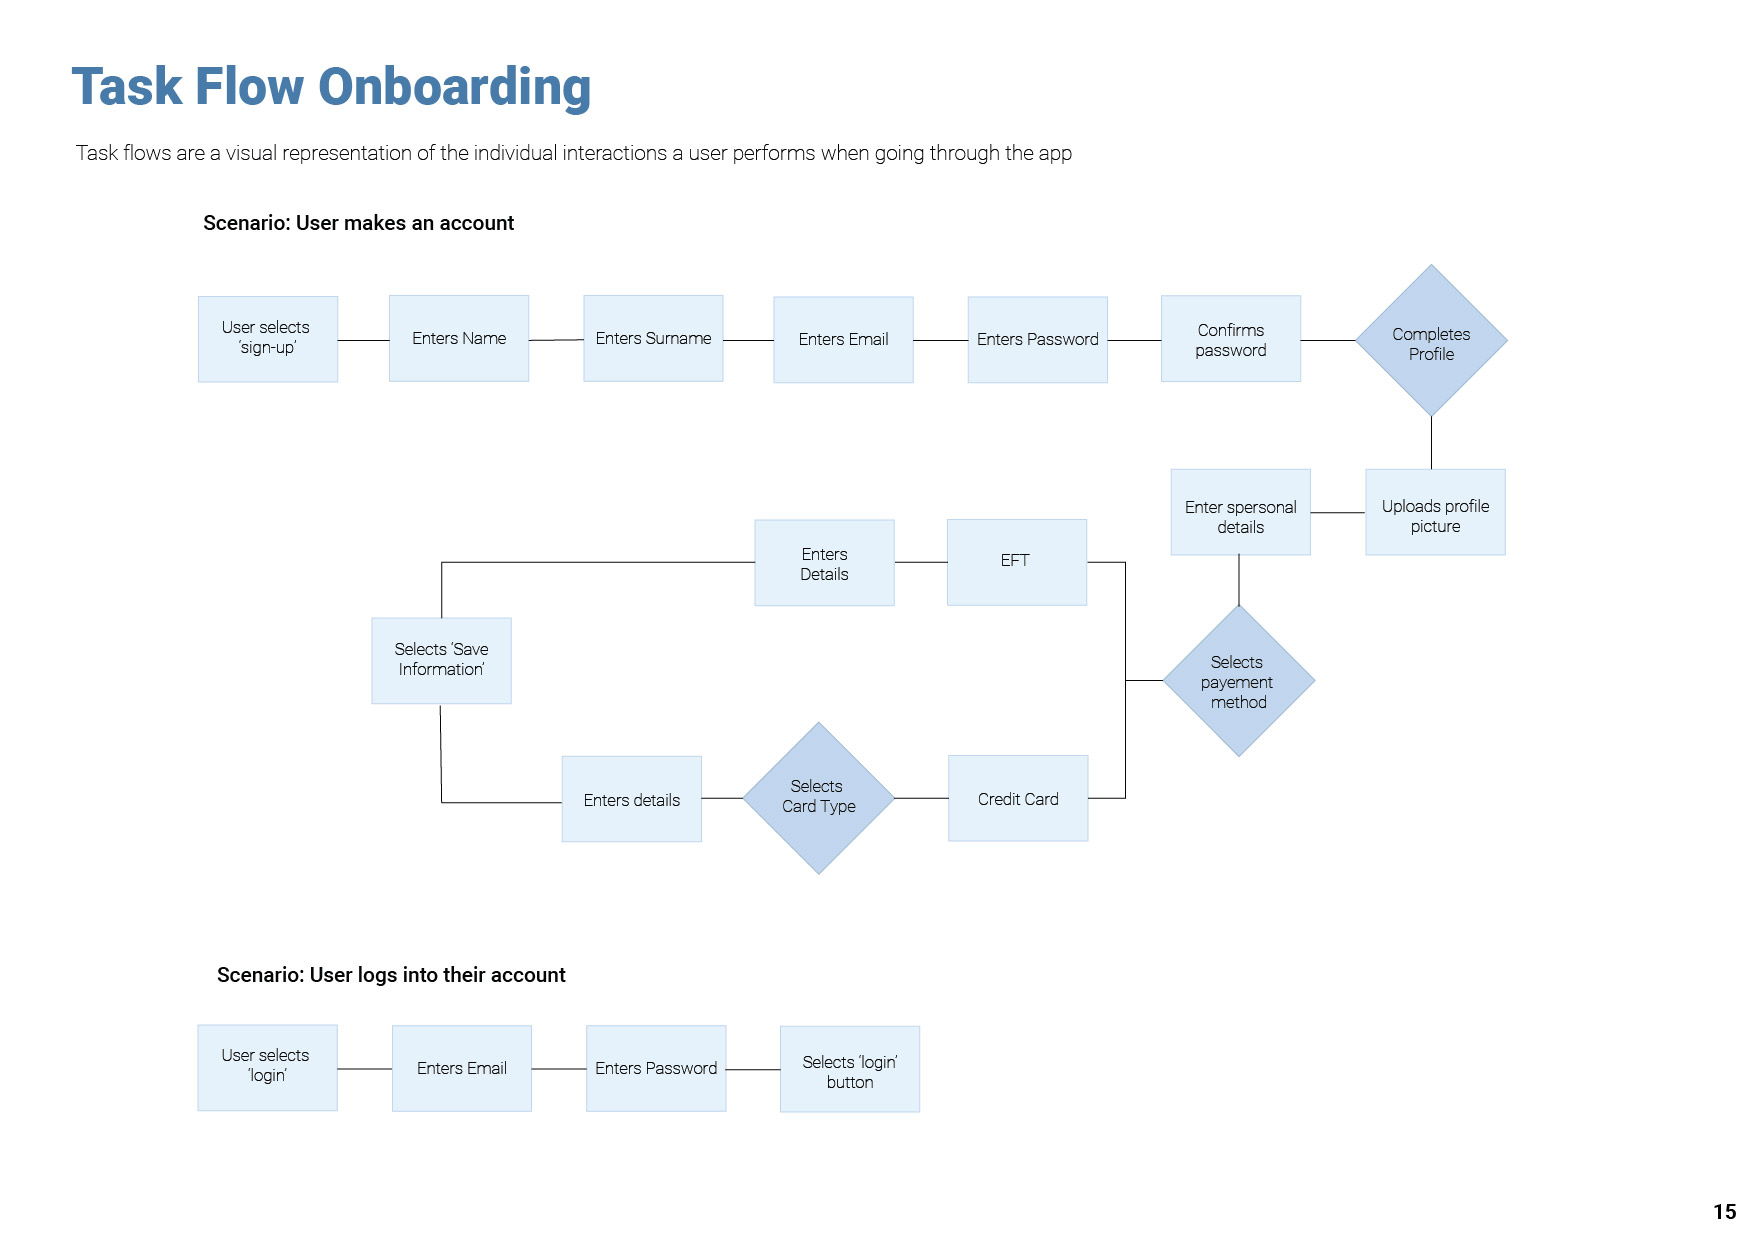 Task Flow Onboarding
Task flows are a visual representation of the individual interactions a user performs when going through the app
Scenario: User makes an account
User selects
‘sign-up’
Enters Name
Enters Surname
Enters Email
Enters Password
Confirms
password
Completes
Profile
Uploads profile
picture
Enter spersonal
details
Selects
payement
method
EFT
Enters
Details
Credit Card
Selects
Card Type
Enters details
Selects ‘Save
Information’
Scenario: User logs into their account
User selects
‘login’
Enters Email
Enters Password
Selects ‘login’
button
15